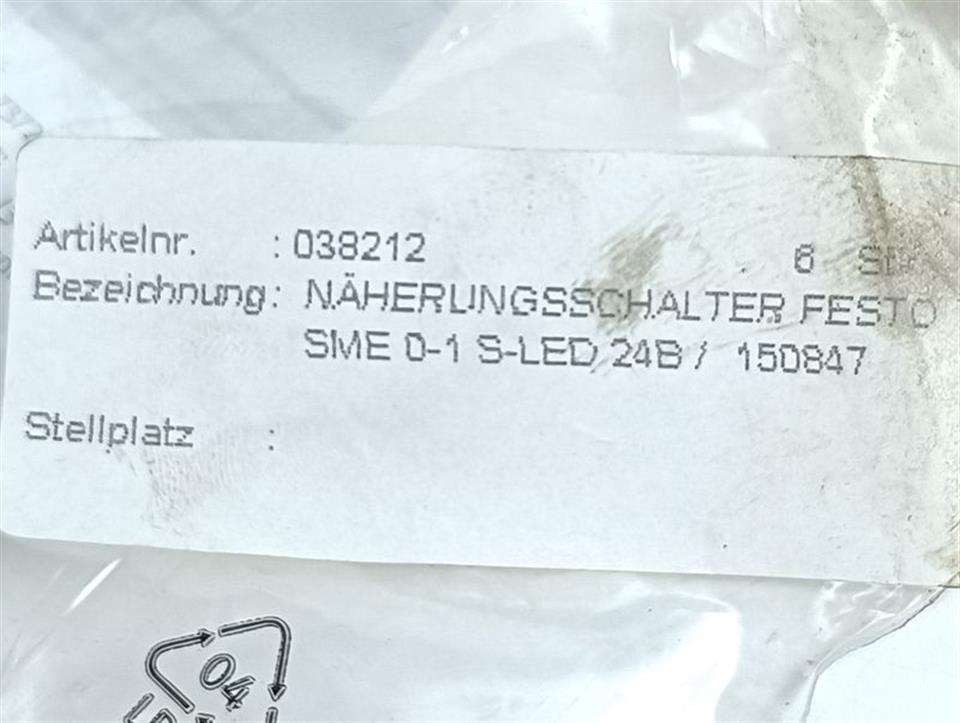 Artikelnr. : 038212 6
Bezeichnung: NÄHERUNGSSCHALTER FESTO
SME 0-1 S-LED 24B / 150847
Stellplatz :
04